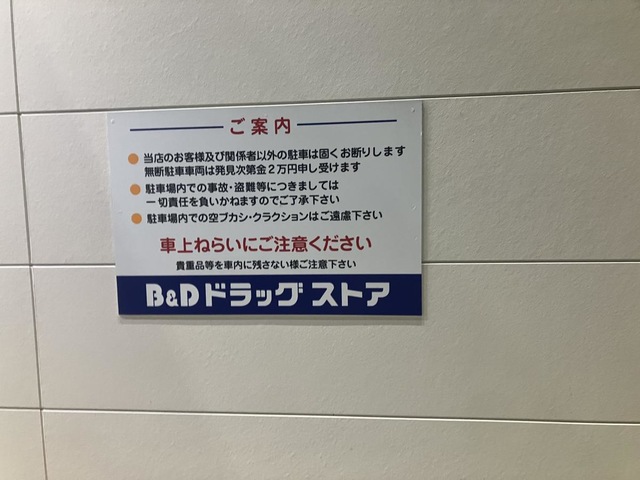 ご案内
当店のお客様及び関係者以外の駐車は固くお断りします
無断駐車車両は発見次第金2万円申し受けます
駐車場内での事故・盗難等につきましては
一切責任を負いかねますのでご了承下さい
駐車場内での空ブカシ・クラクションはご遠慮下さい
車上ねらいにご注意ください
貴重品等を車内に残さない様ご注意下さい
B&Dドラッグストア